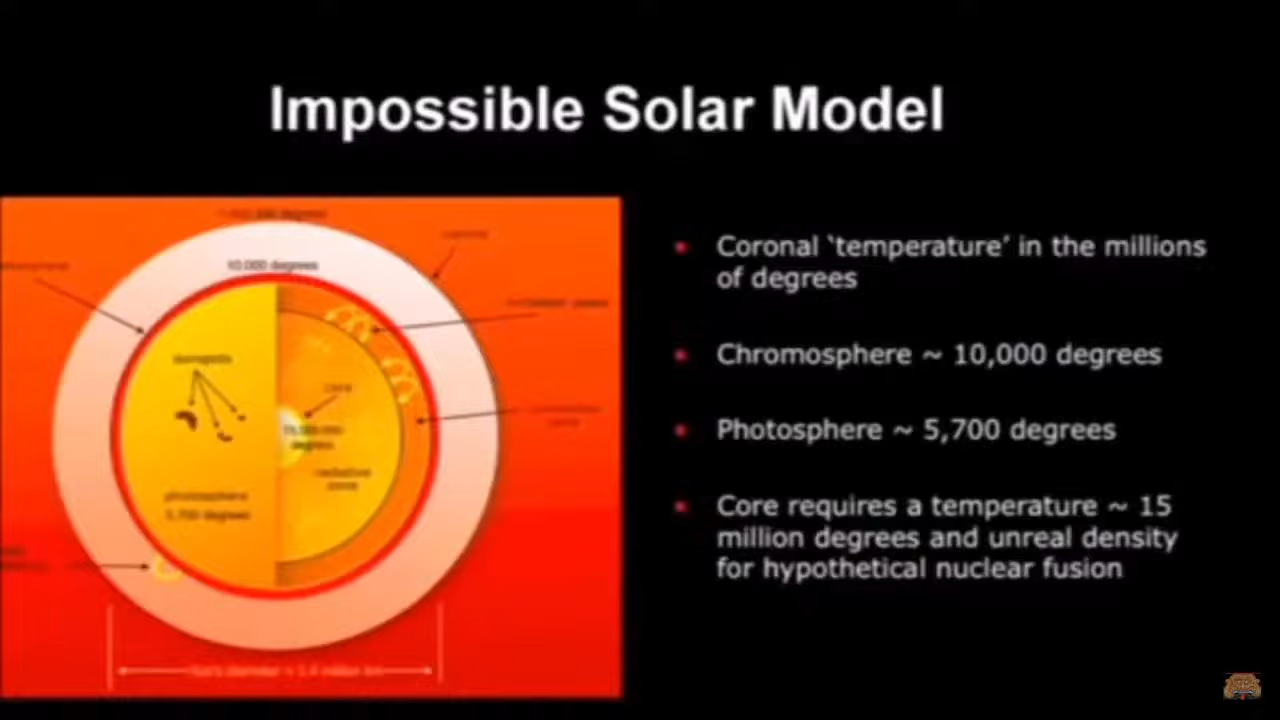 Impossible Solar Model
10,000 degrees
photosphere
5,700 degrees
core
degrees
radiative
zone
Coronal ‘temperature’ in the millions
of degrees
Chromosphere ~ 10,000 degrees
Photosphere ~ 5,700 degrees
Core requires a temperature ~ 15
million degrees and unreal density
for hypothetical nuclear fusion